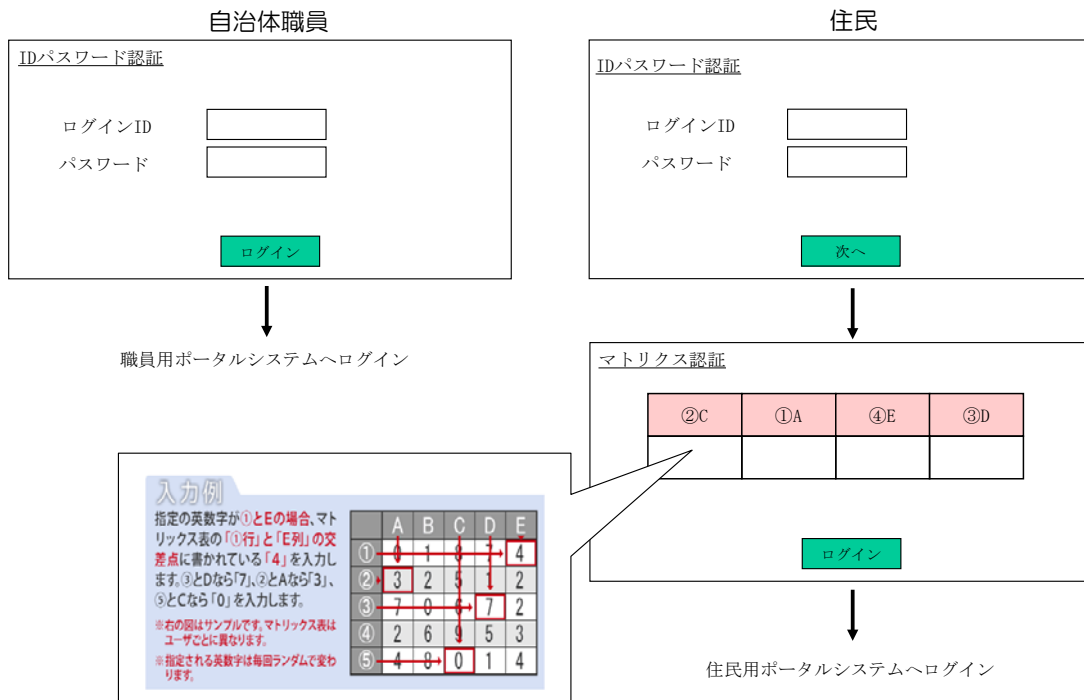 自治体職員
IDパスワード認証
ログインID
パスワード
ログイン
職員用ポータルシステムへログイン
住民
IDパスワード認証
ログインID
パスワード
次へ
マトリクス認証
②C ①A ④E ③D
ログイン
住民用ポータルシステムへログイン
入力例
指定の英数字が①とEの場合、マト
リックス表の「①行」と「E列」の交
差点に書かれている「4」を入力し
ます。③とDなら「7」、②とAなら「3」、
⑤とCなら「0」を入力します。
※右の図はサンプルです。マトリックス表は
ユーザごとに異なります。
※指定される英数字は毎回ランダムで変わ
ります。
A B C D E
① 0 1 8 7 4
② 3 2 5 1 2
③ 7 0 6 7 2
④ 2 6 9 5 3
⑤ 4 8 0 1 4